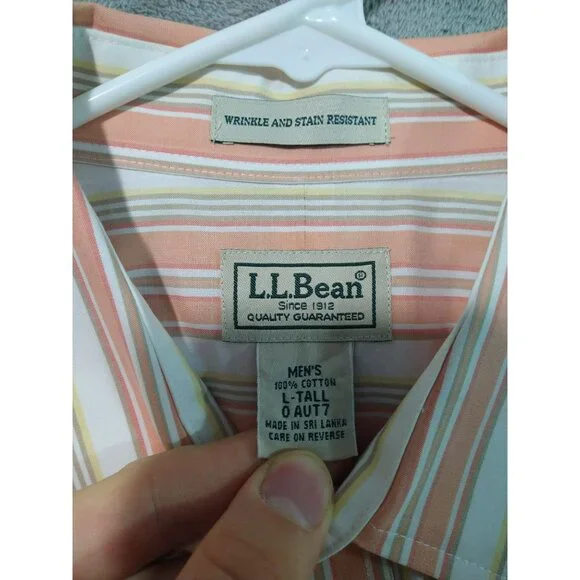 WRINKLE AND STAIN RESISTANT
L.L.Bean®
Since 1912
QUALITY GUARANTEED
MEN'S
100% COTTON
L-TALL
0 AUT7
MADE IN SRI LANKA
CARE ON REVERSE